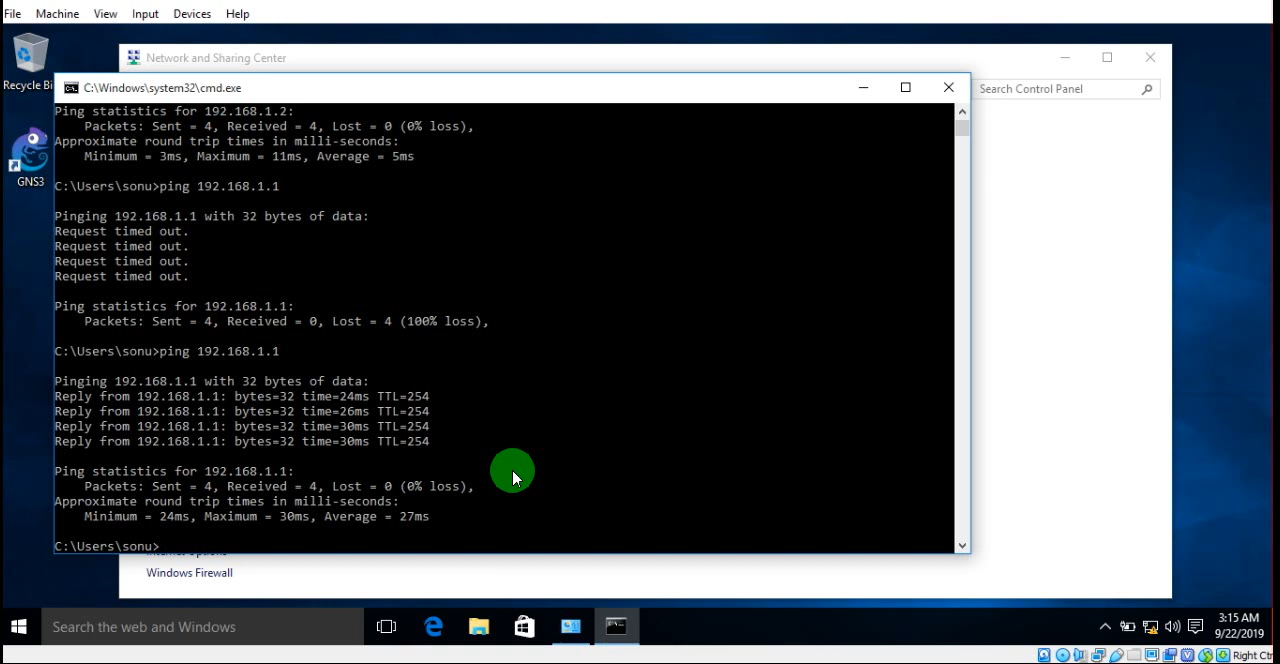 File Machine View Input Devices Help
Network and Sharing Center
Recycle Bi
C:\Windows\system32\cmd.exe
Search Control Panel
Ping statistics for 192.168.1.2:
    Packets: Sent = 4, Received = 4, Lost = 0 (0% loss),
Approximate round trip times in milli-seconds:
    Minimum = 3ms, Maximum = 11ms, Average = 5ms
GNS3
C:\Users\sonu>ping 192.168.1.1
Pinging 192.168.1.1 with 32 bytes of data:
Request timed out.
Request timed out.
Request timed out.
Request timed out.
Ping statistics for 192.168.1.1:
    Packets: Sent = 4, Received = 0, Lost = 4 (100% loss),
C:\Users\sonu>ping 192.168.1.1
Pinging 192.168.1.1 with 32 bytes of data:
Reply from 192.168.1.1: bytes=32 time=24ms TTL=254
Reply from 192.168.1.1: bytes=32 time=26ms TTL=254
Reply from 192.168.1.1: bytes=32 time=30ms TTL=254
Reply from 192.168.1.1: bytes=32 time=30ms TTL=254
Ping statistics for 192.168.1.1:
    Packets: Sent = 4, Received = 4, Lost = 0 (0% loss),
Approximate round trip times in milli-seconds:
    Minimum = 24ms, Maximum = 30ms, Average = 27ms
C:\Users\sonu>
Windows Firewall
Search the web and Windows
3:15 AM
9/22/2019
Right Ctr